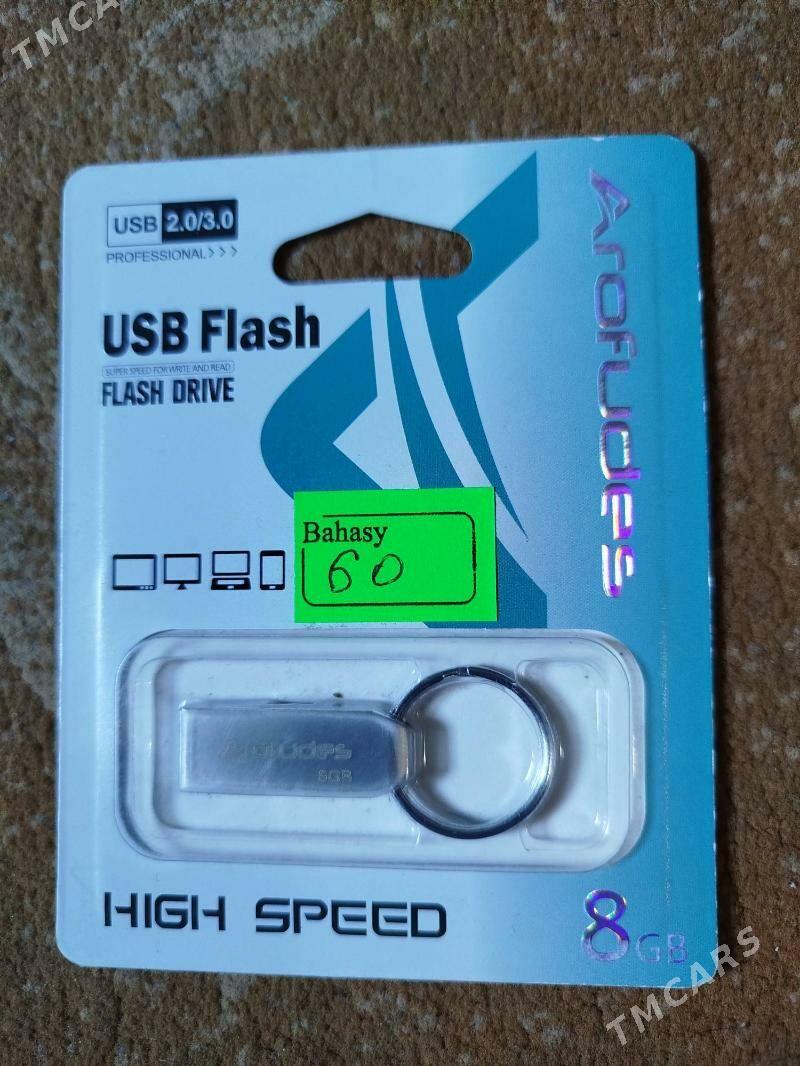 TMCARS
USB 2.0/3.0
PROFESSIONAL>>>
USB Flash
SUPER SPEED FOR WRITE AND READ
FLASH DRIVE
Arofudes
Bahasy
60
Arofudes
8GB
HIGH SPEED
8GB
TMCARS